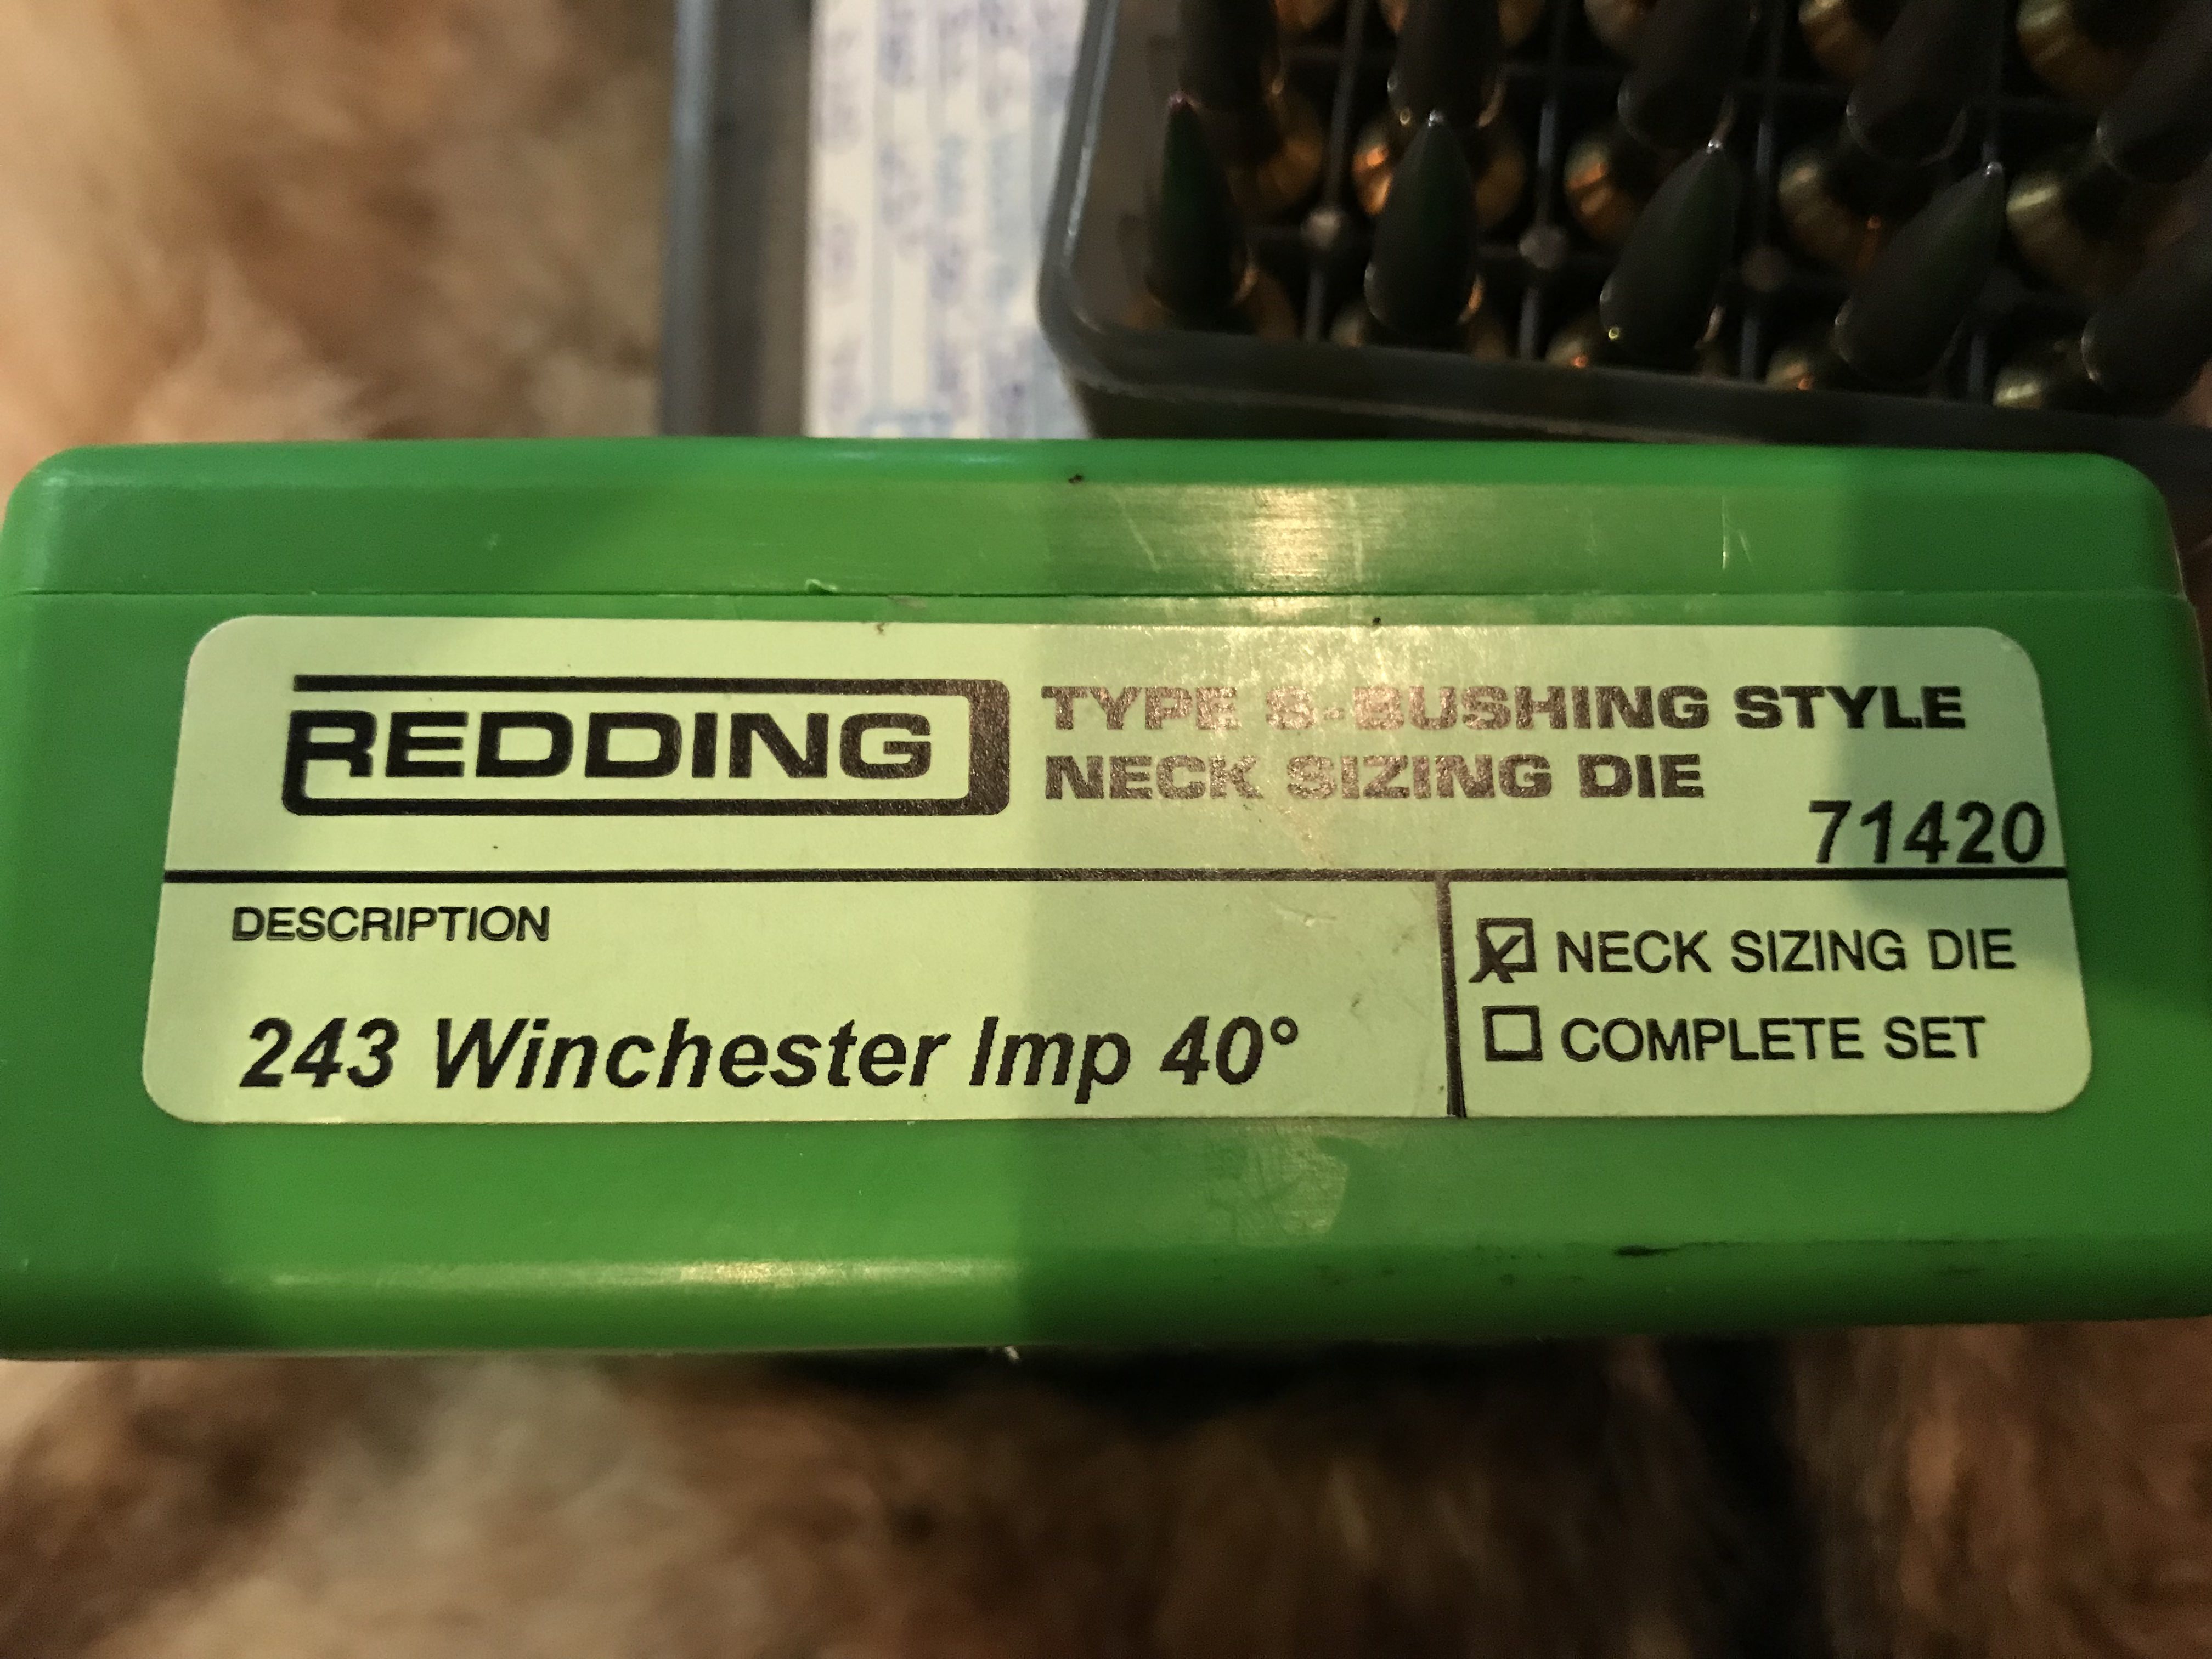 REDDING
TYPE S-BUSHING STYLE
NECK SIZING DIE
71420
DESCRIPTION
243 Winchester Imp 40°
NECK SIZING DIE
COMPLETE SET